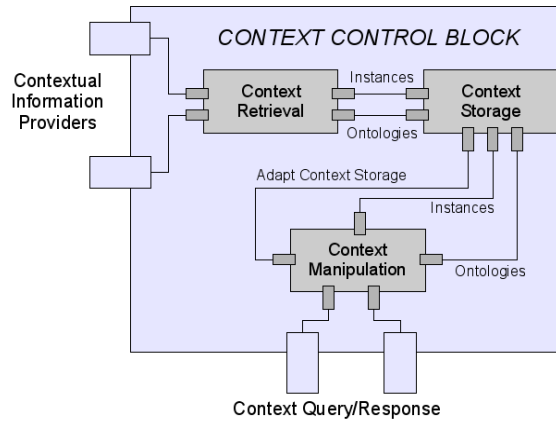 CONTEXT CONTROL BLOCK
Contextual
Information
Providers
Context
Retrieval
Instances
Ontologies
Context
Storage
Adapt Context Storage
Instances
Context
Manipulation
Ontologies
Context Query/Response